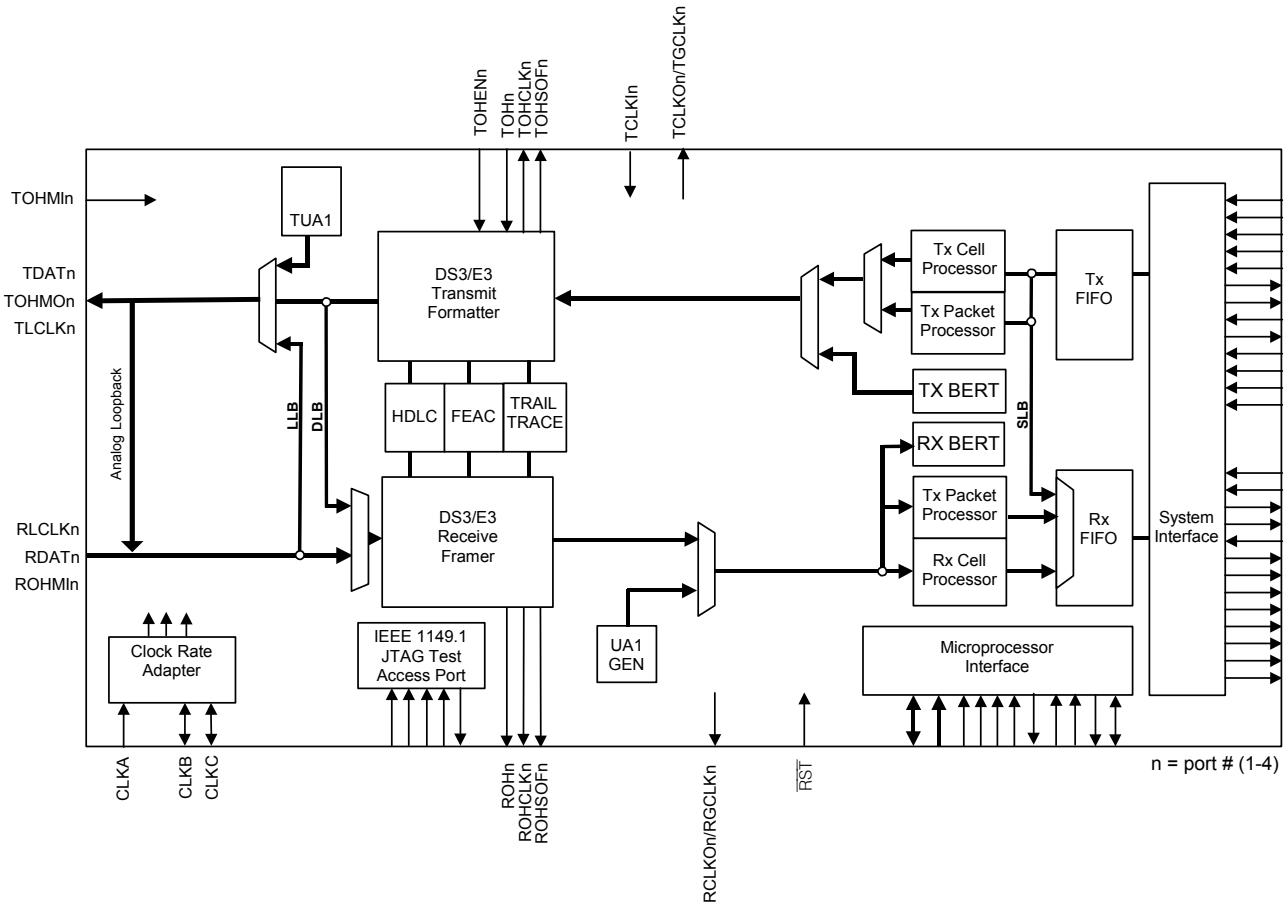 TOHENn
TOHn
TOHCLKn
TOHSOFn
TCLKIn
TCLKOn/TGCLKn
TOHMIn
TUA1
TDATn
TOHMOn
TLCLKn
DS3/E3
Transmit
Formatter
Tx Cell
Processor
Tx Packet
Processor
Tx
FIFO
TX BERT
RX BERT
HDLC
FEAC
TRAIL
TRACE
Analog Loopback
LLB
DLB
SLB
RLCLKn
RDATn
ROHMIn
DS3/E3
Receive
Framer
Tx Packet
Processor
Rx Cell
Processor
Rx
FIFO
System
Interface
Clock Rate
Adapter
IEEE 1149.1
JTAG Test
Access Port
UA1
GEN
Microprocessor
Interface
CLKA
CLKB
CLKC
ROHn
ROHCLKn
ROHSOFn
RCLKOn/RGCLKn
RST
n = port # (1-4)